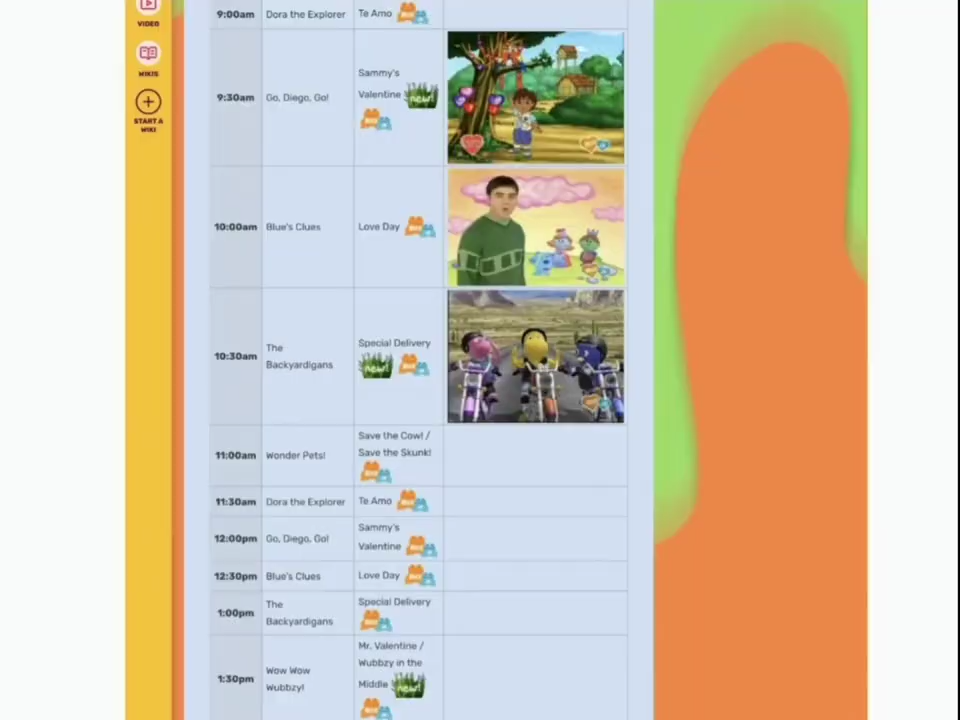 VIDEO
WIKIS
START A
WIKI
9:00am Dora the Explorer Te Amo
9:30am Go, Diego, Go! Sammy's
Valentine new!
10:00am Blue's Clues Love Day
10:30am The
Backyardigans Special Delivery
new!
11:00am Wonder Pets! Save the Cow! /
Save the Skunk!
11:30am Dora the Explorer Te Amo
12:00pm Go, Diego, Go! Sammy's
Valentine
12:30pm Blue's Clues Love Day
1:00pm The
Backyardigans Special Delivery
1:30pm Wow Wow
Wubbzy! Mr. Valentine /
Wubbzy in the
Middle new!